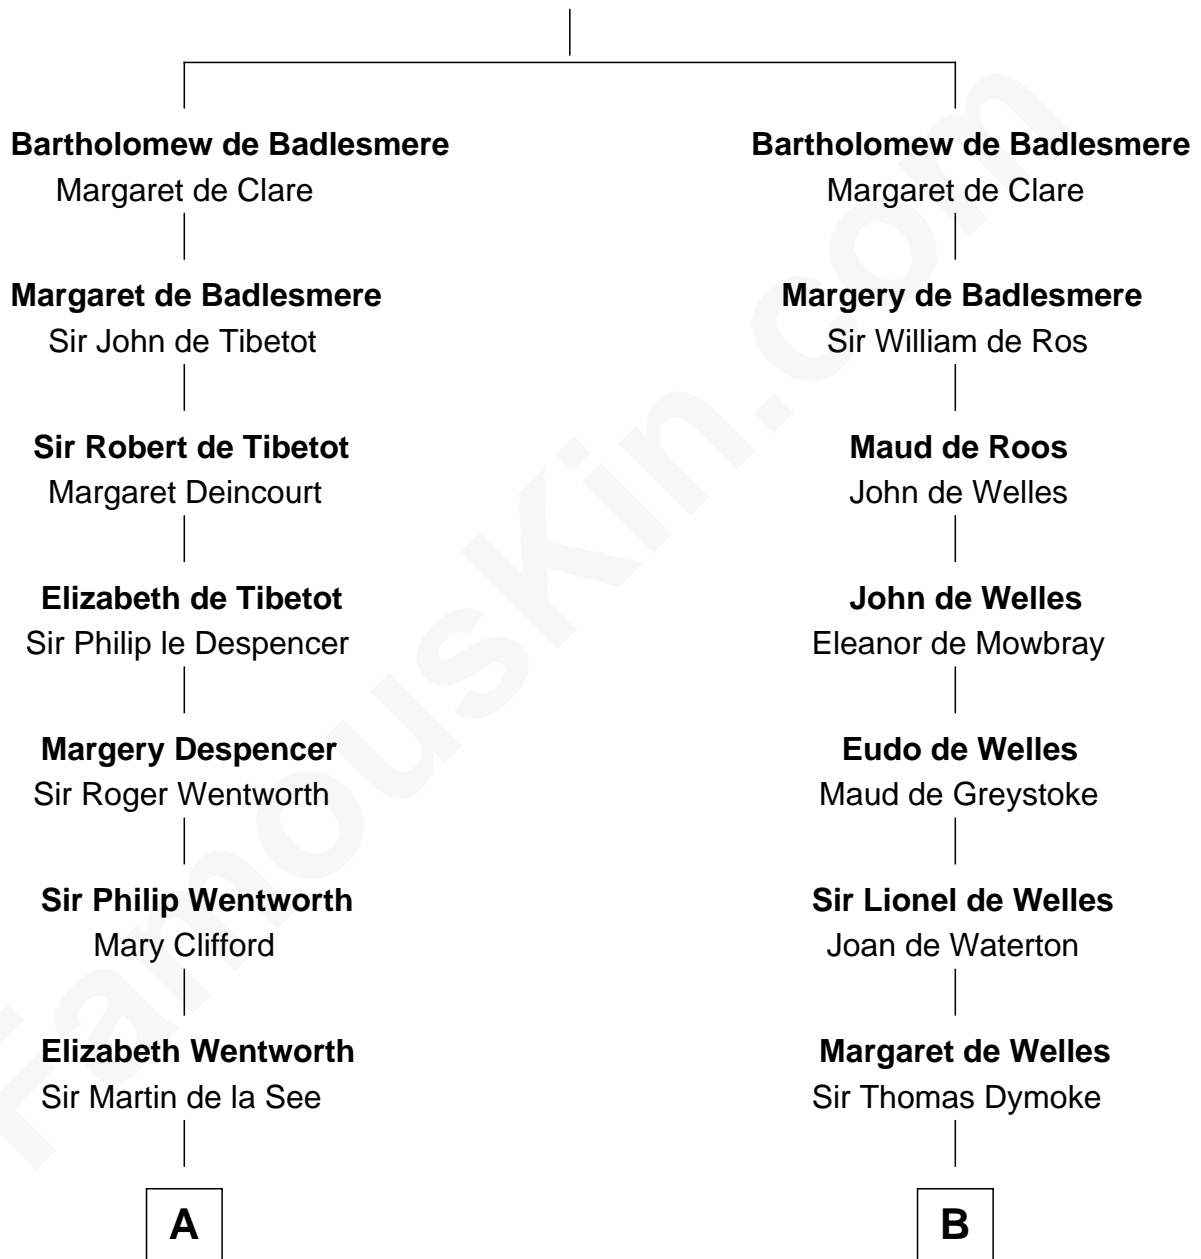 Bartholomew de Badlesmere
Margaret de Clare
Margaret de Badlesmere
Sir John de Tibetot
Sir Robert de Tibetot
Margaret Deincourt
Elizabeth de Tibetot
Sir Philip le Despencer
Margery Despencer
Sir Roger Wentworth
Sir Philip Wentworth
Mary Clifford
Elizabeth Wentworth
Sir Martin de la See
A
Bartholomew de Badlesmere
Margaret de Clare
Margery de Badlesmere
Sir William de Ros
Maud de Roos
John de Welles
John de Welles
Eleanor de Mowbray
Eudo de Welles
Maud de Greystoke
Sir Lionel de Welles
Joan de Waterton
Margaret de Welles
Sir Thomas Dymoke
B
FamousKin.com